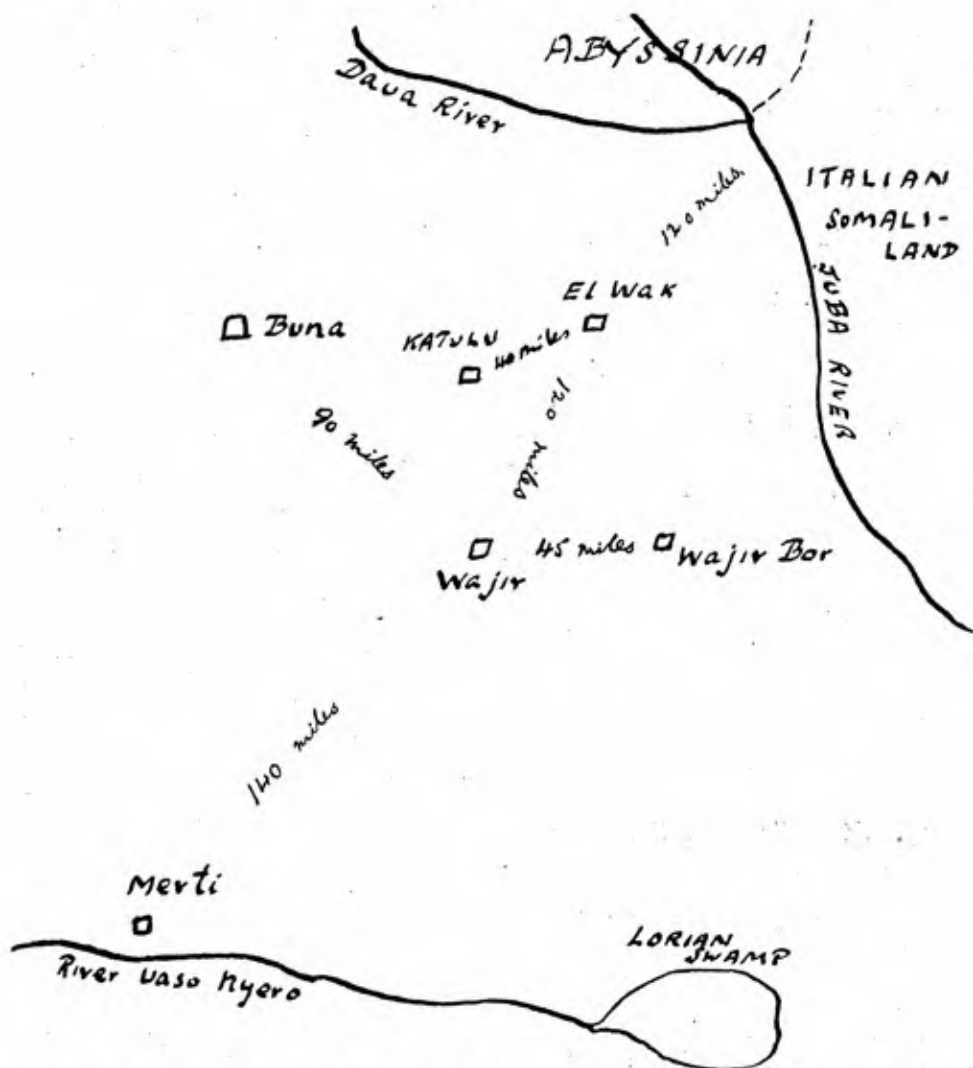 ABYSSINIA
Daua River
ITALIAN
SOMALI-
LAND
120 miles.
JUBA RIVER
El Wak
Buna
KATULU
40 miles
120 miles
90 miles
Wajir
45 miles
Wajir Bor
140 miles
Merti
River Uaso Nyero
LORIAN
SWAMP